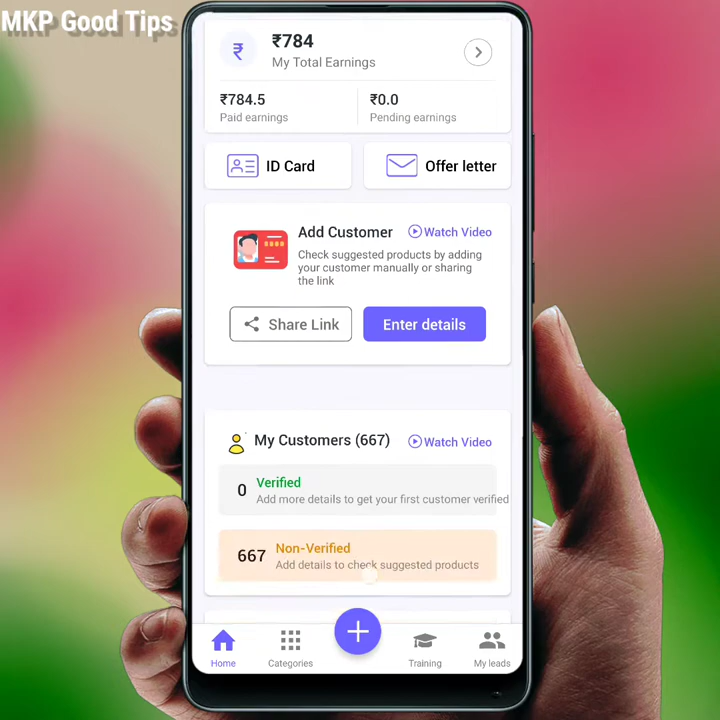 MKP Good Tips
₹784
My Total Earnings
₹784.5
Paid earnings
₹0.0
Pending earnings
ID Card
Offer letter
Add Customer
Watch Video
Check suggested products by adding
your customer manually or sharing
the link
Share Link
Enter details
My Customers (667)
Watch Video
0
Verified
Add more details to get your first customer verified
667
Non-Verified
Add details to check suggested products
Home
Categories
Training
My leads